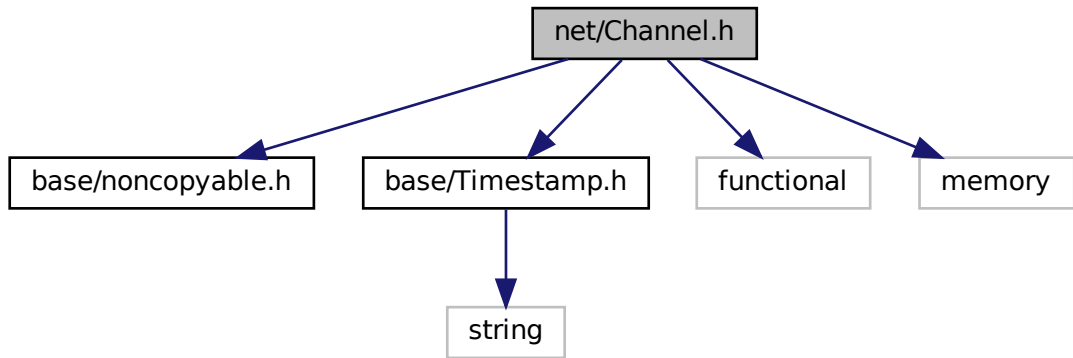 net/Channel.h
base/noncopyable.h
base/Timestamp.h
functional
memory
string